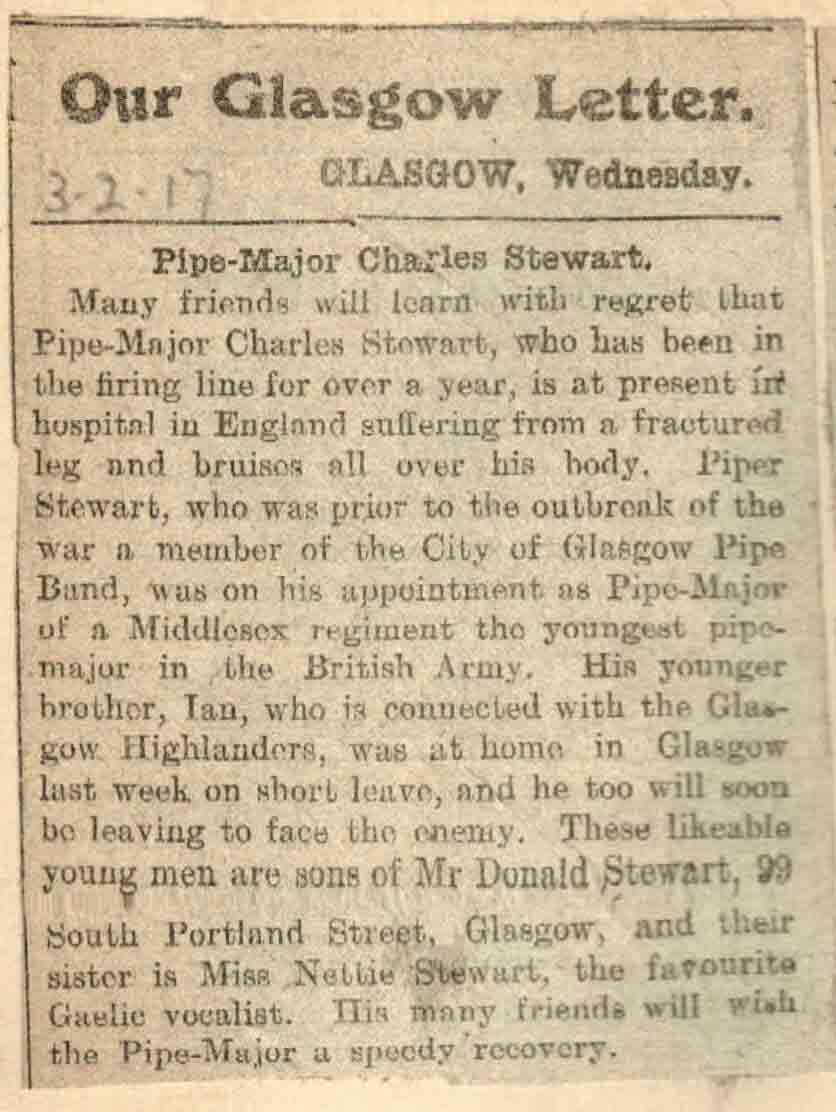 Our Glasgow Letter.
GLASGOW, Wednesday.
3-2-17
Pipe-Major Charles Stewart.
Many friends will learn with regret that
Pipe-Major Charles Stewart, who has been in
the firing line for over a year, is at present in
hospital in England suffering from a fractured
leg and bruises all over his body. Piper
Stewart, who was prior to the outbreak of the
war a member of the City of Glasgow Pipe
Band, was on his appointment as Pipe-Major
of a Middlesex regiment the youngest pipe-
major in the British Army. His younger
brother, Ian, who is connected with the Glas-
gow Highlanders, was at home in Glasgow
last week on short leave, and he too will soon
be leaving to face the enemy. These likeable
young men are sons of Mr Donald Stewart, 99
South Portland Street, Glasgow, and their
sister is Miss Nettie Stewart, the favourite
Gaelic vocalist. His many friends will wish
the Pipe-Major a speedy recovery.